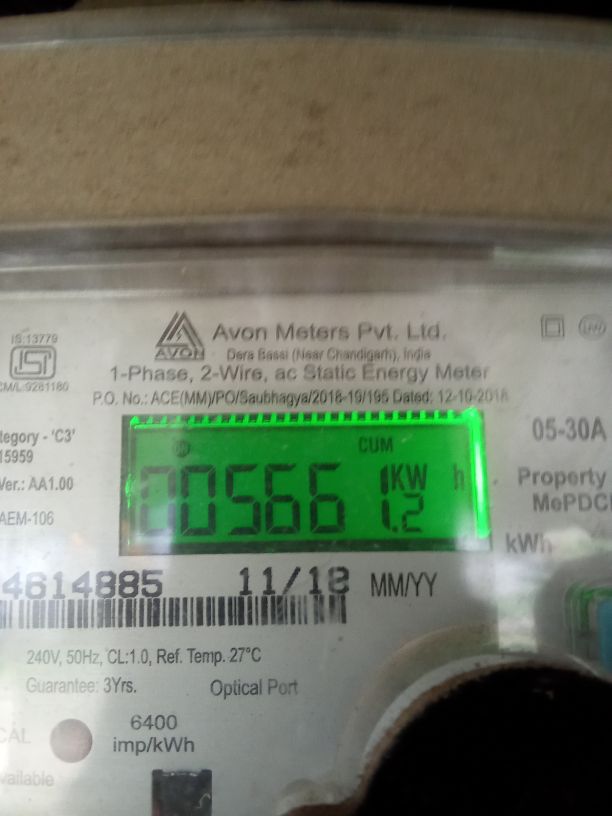 IS:13779
CM/L:9281180
AVON
Avon Meters Pvt. Ltd.
Dera Bassi (Near Chandigarh), India
1-Phase, 2-Wire, ac Static Energy Meter
P.O. No.: ACE(MM)/PO/Saubhagya/2018-19/195 Dated: 12-10-2018
tegory - 'C3'
15959
Ver.: AA1.00
AEM-106
CUM
00566 KW h
1.2
05-30A
Property
MePDC
kWh
4614885 11/18 MM/YY
240V, 50Hz, CL:1.0, Ref. Temp. 27°C
Guarantee: 3Yrs. Optical Port
CAL
6400
imp/kWh
vailable